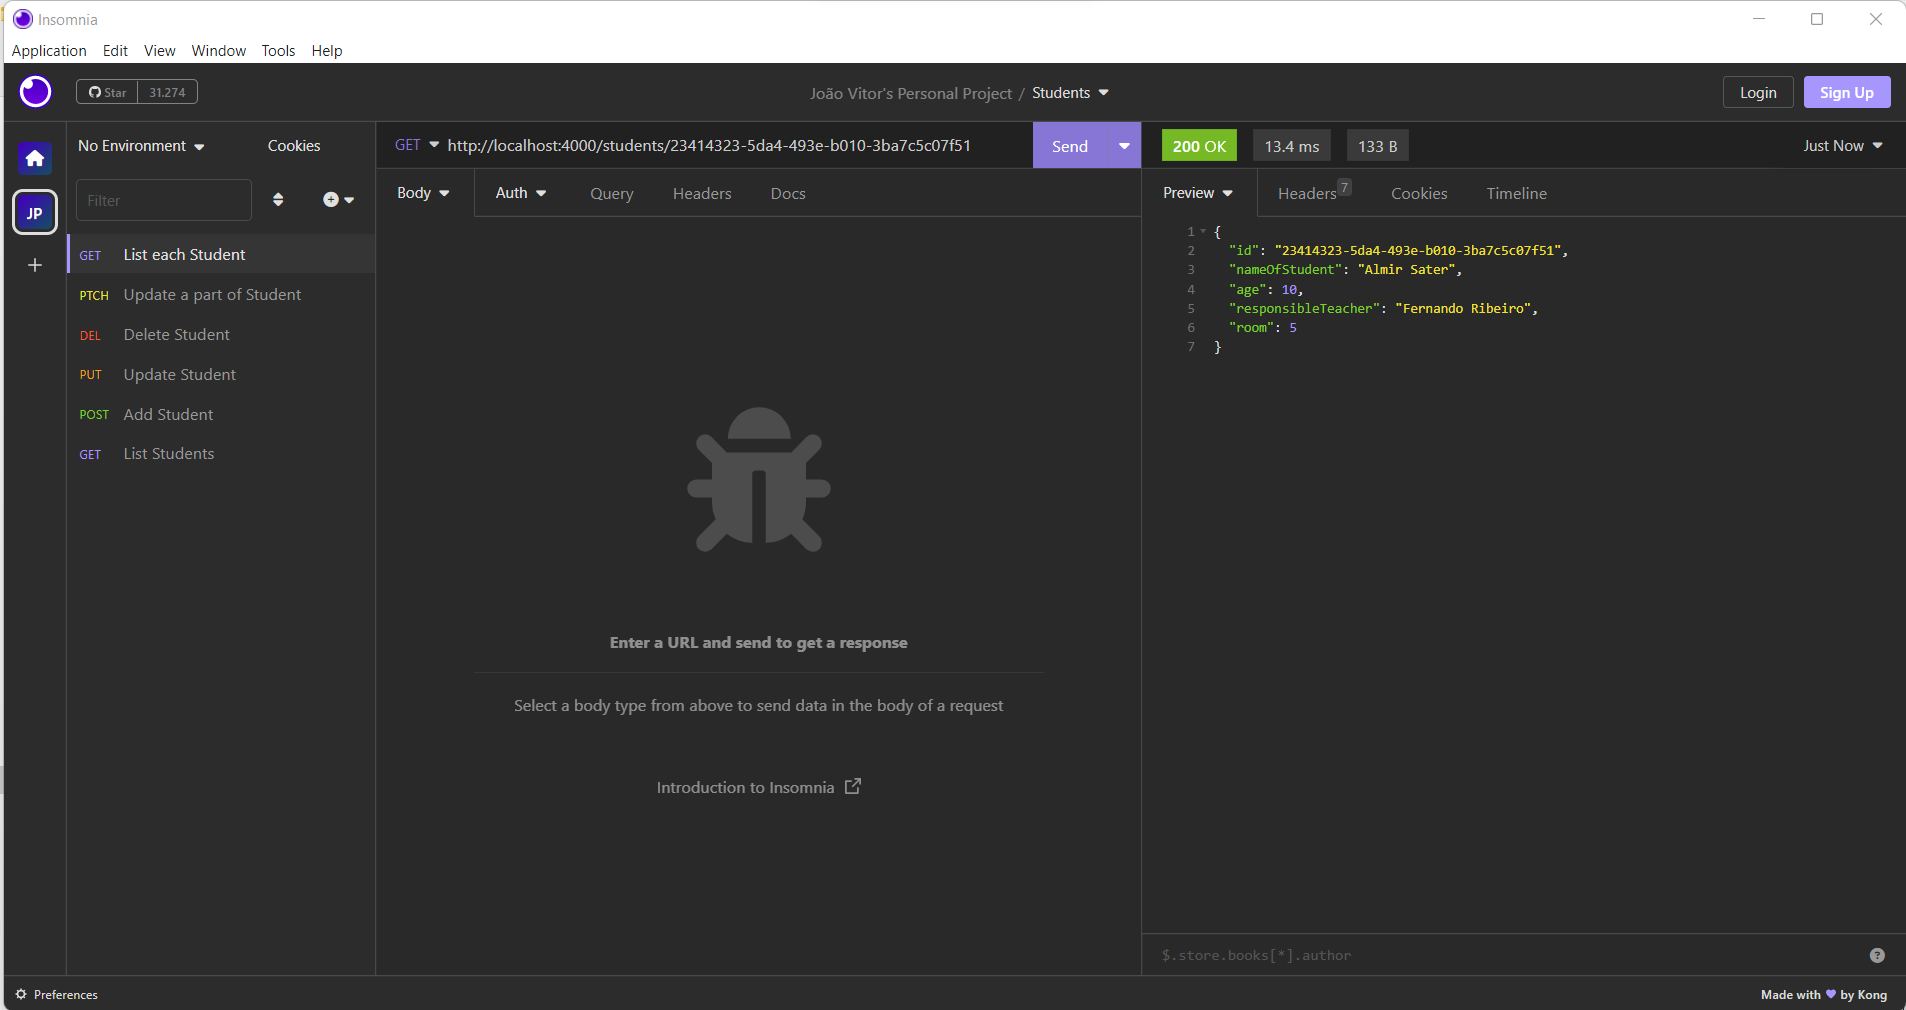 Insomnia
Application Edit View Window Tools Help
Star 31.274
João Vitor's Personal Project / Students
Login Sign Up
JP
No Environment Cookies
Filter
GET List each Student
PTCH Update a part of Student
DEL Delete Student
PUT Update Student
POST Add Student
GET List Students
GET http://localhost:4000/students/23414323-5da4-493e-b010-3ba7c5c07f51 Send
Body Auth Query Headers Docs
Enter a URL and send to get a response
Select a body type from above to send data in the body of a request
Introduction to Insomnia
200 OK 13.4 ms 133 B Just Now
Preview Headers 7 Cookies Timeline
1 {
2 "id": "23414323-5da4-493e-b010-3ba7c5c07f51",
3 "nameOfStudent": "Almir Sater",
4 "age": 10,
5 "responsibleTeacher": "Fernando Ribeiro",
6 "room": 5
7 }
$.store.books[*].author ?
Preferences
Made with by Kong